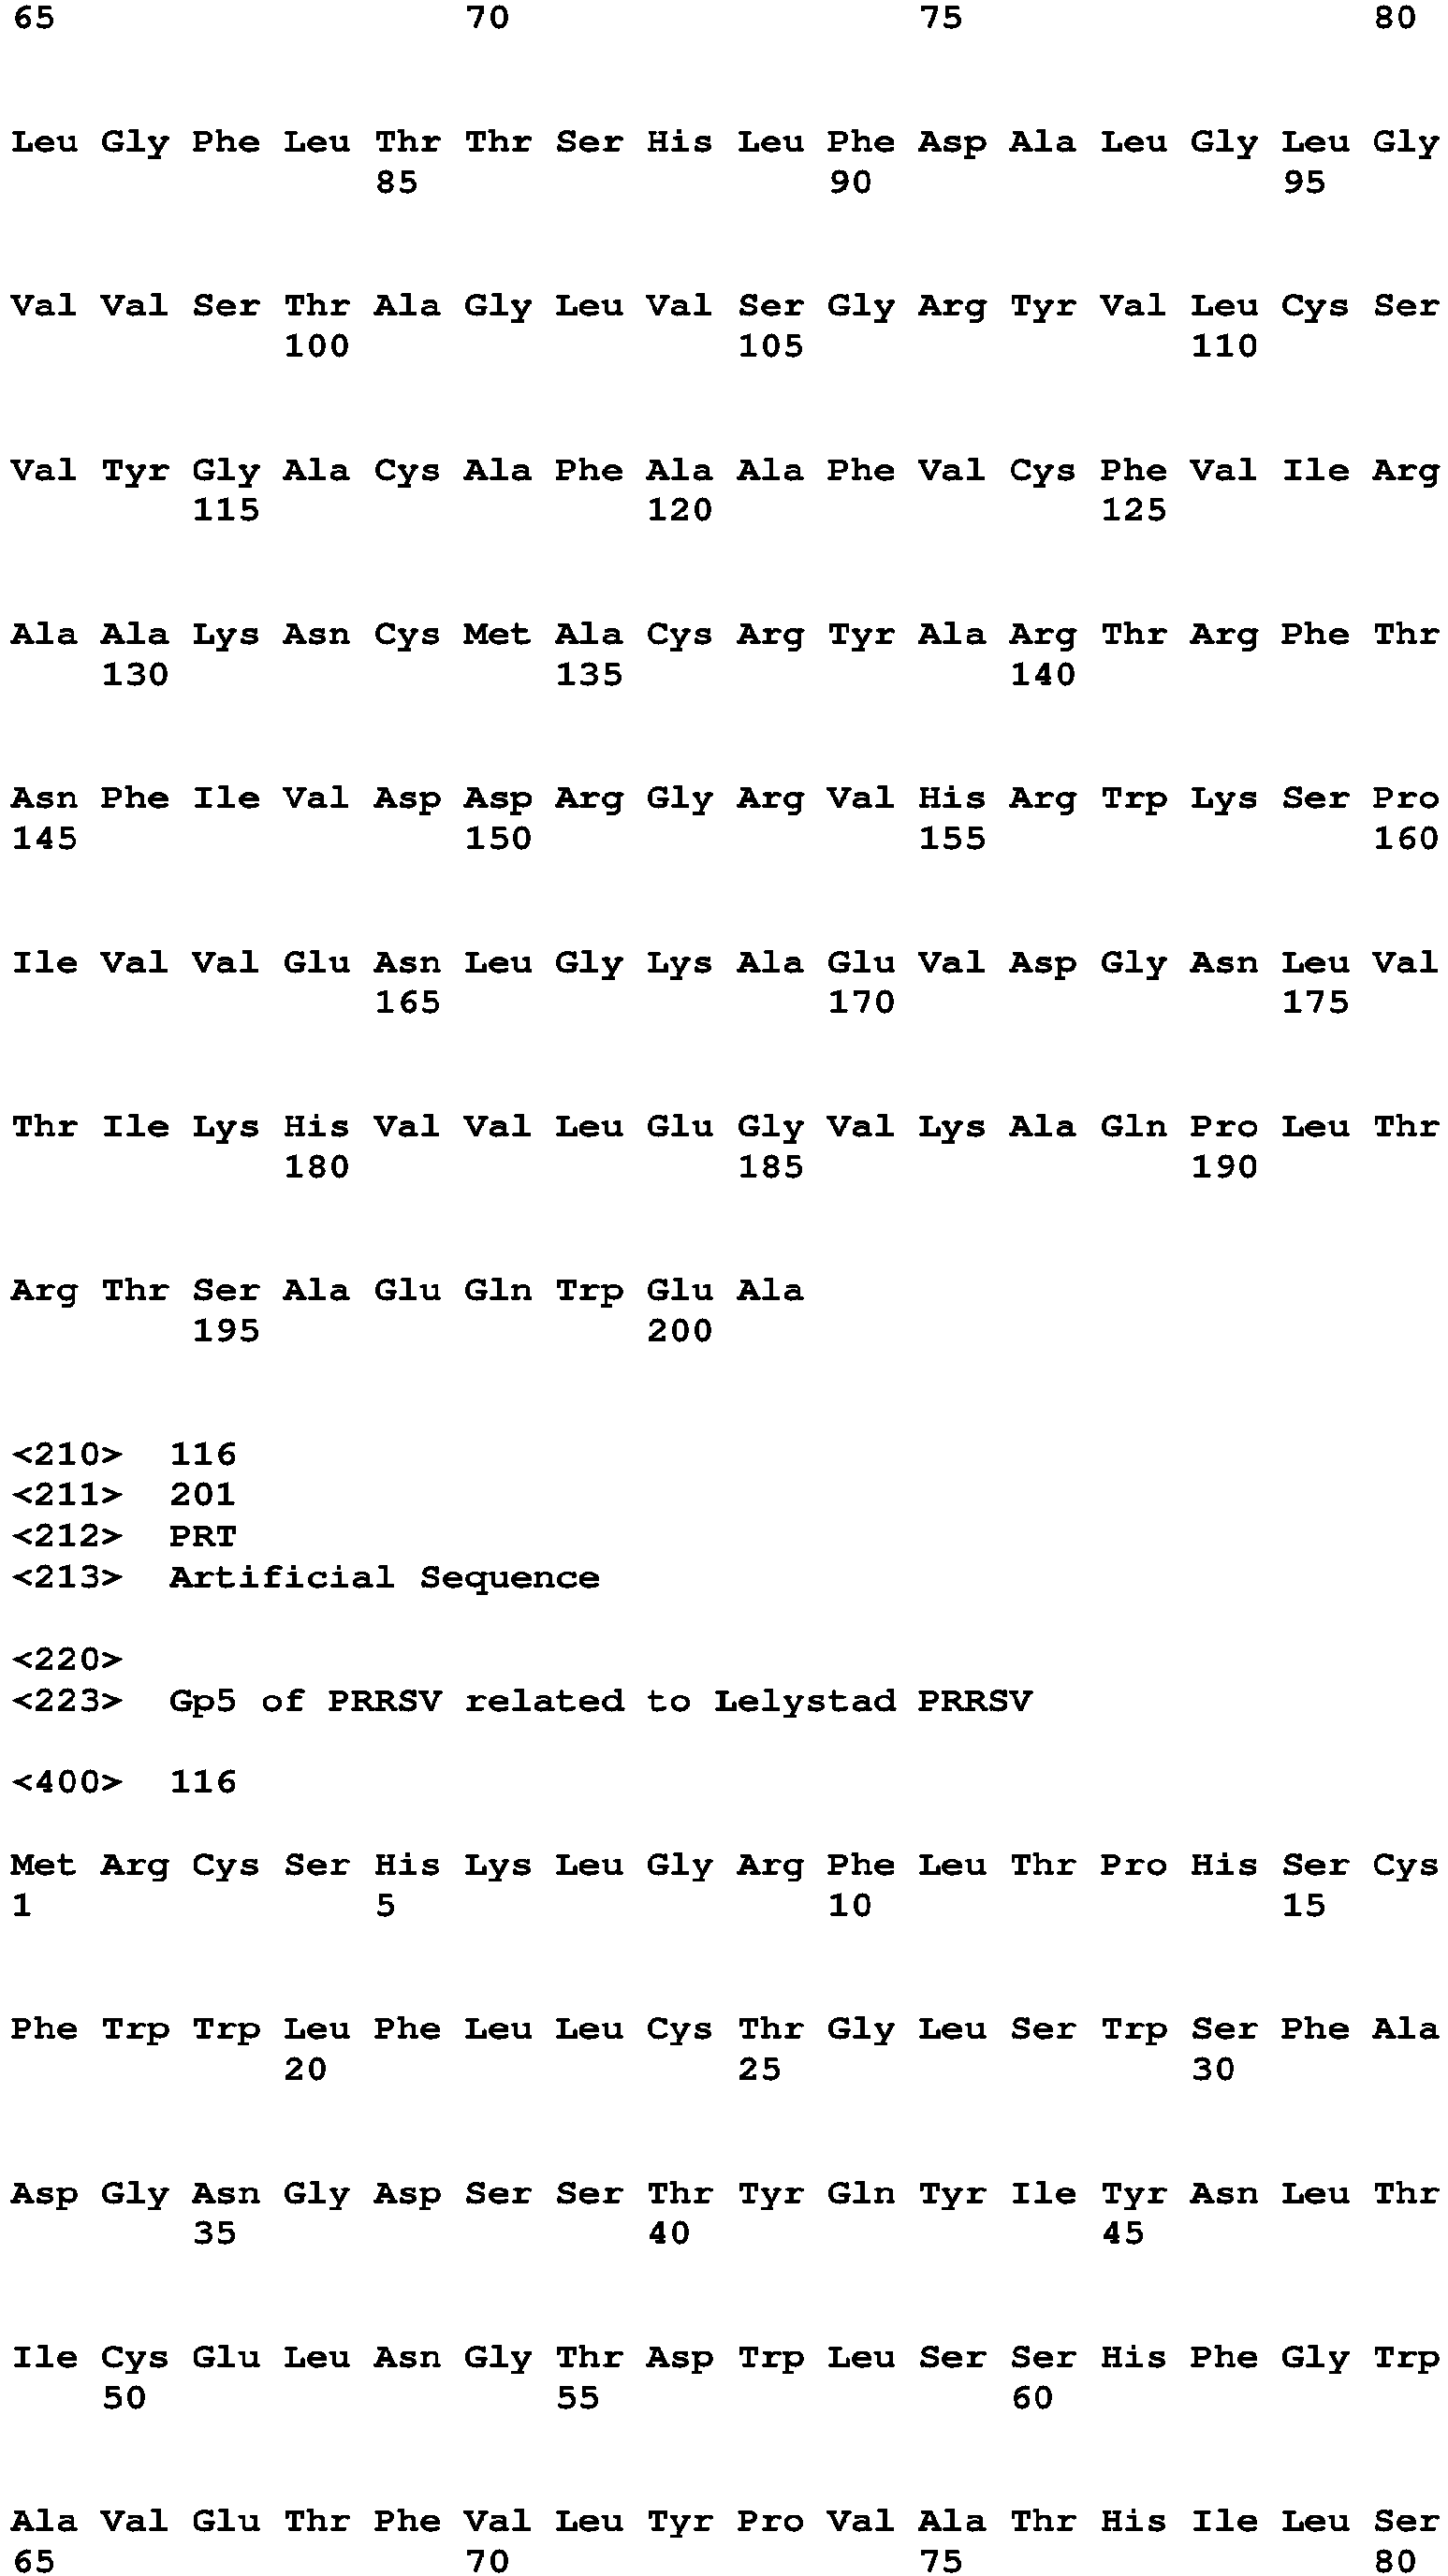 65 70 75 80
Leu Gly Phe Leu Thr Thr Ser His Leu Phe Asp Ala Leu Gly Leu Gly
85 90 95
Val Val Ser Thr Ala Gly Leu Val Ser Gly Arg Tyr Val Leu Cys Ser
100 105 110
Val Tyr Gly Ala Cys Ala Phe Ala Ala Phe Val Cys Phe Val Ile Arg
115 120 125
Ala Ala Lys Asn Cys Met Ala Cys Arg Tyr Ala Arg Thr Arg Phe Thr
130 135 140
Asn Phe Ile Val Asp Asp Arg Gly Arg Val His Arg Trp Lys Ser Pro
145 150 155 160
Ile Val Val Glu Asn Leu Gly Lys Ala Glu Val Asp Gly Asn Leu Val
165 170 175
Thr Ile Lys His Val Val Leu Glu Gly Val Lys Ala Gln Pro Leu Thr
180 185 190
Arg Thr Ser Ala Glu Gln Trp Glu Ala
195 200
<210> 116
<211> 201
<212> PRT
<213> Artificial Sequence
<220>
<223> Gp5 of PRRSV related to Lelystad PRRSV
<400> 116
Met Arg Cys Ser His Lys Leu Gly Arg Phe Leu Thr Pro His Ser Cys
1 5 10 15
Phe Trp Trp Leu Phe Leu Leu Cys Thr Gly Leu Ser Trp Ser Phe Ala
20 25 30
Asp Gly Asn Gly Asp Ser Ser Thr Tyr Gln Tyr Ile Tyr Asn Leu Thr
35 40 45
Ile Cys Glu Leu Asn Gly Thr Asp Trp Leu Ser Ser His Phe Gly Trp
50 55 60
Ala Val Glu Thr Phe Val Leu Tyr Pro Val Ala Thr His Ile Leu Ser
65 70 75 80